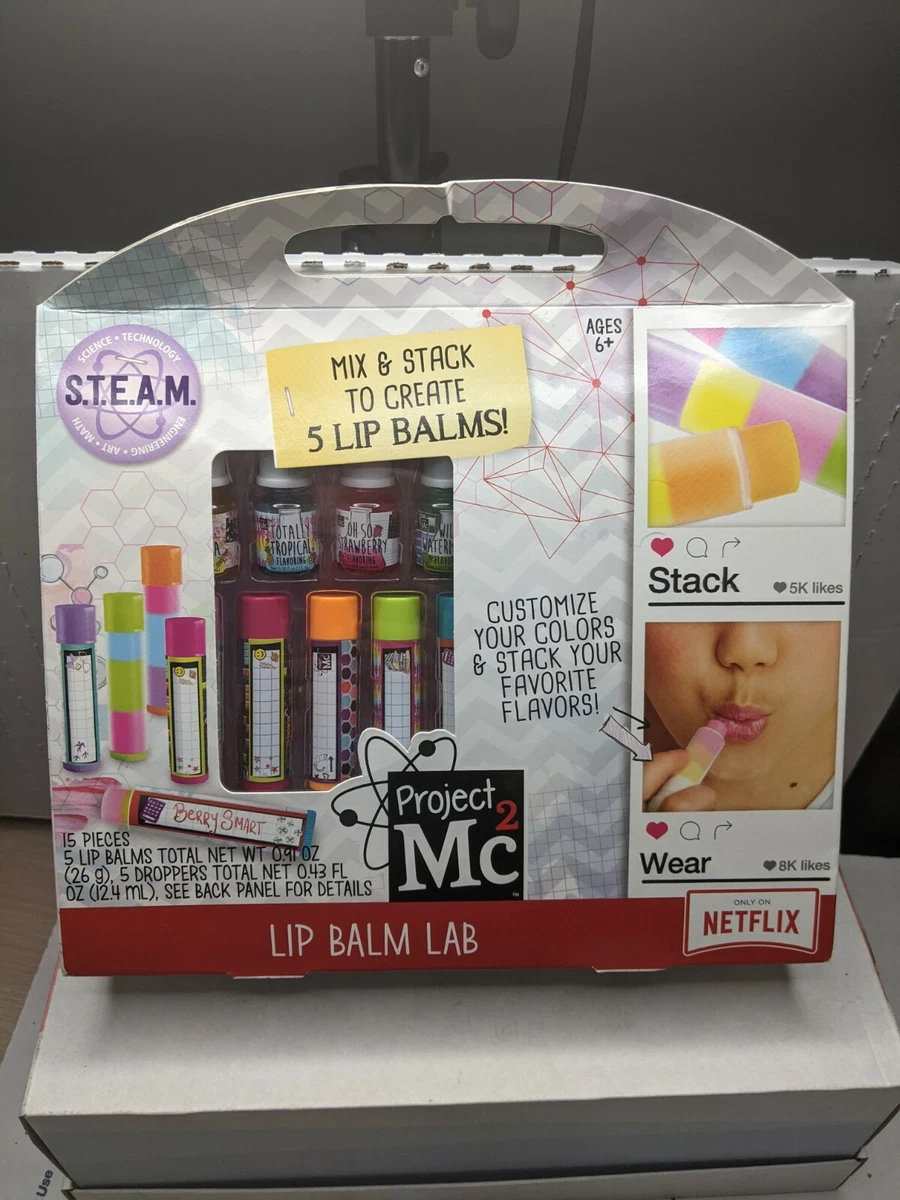 AGES
6+
SCIENCE • TECHNOLOGY
S.T.E.A.M.
ENGINEERING • ART • MATH
MIX & STACK
TO CREATE
5 LIP BALMS!
TOTALLY
TROPICAL
FLAVORING
OH SO
STRAWBERRY
FLAVORING
WATERM
FLAVORI
CUSTOMIZE
YOUR COLORS
& STACK YOUR
FAVORITE
FLAVORS!
Stack
5K likes
Wear
8K likes
BERRY SMART
15 PIECES
5 LIP BALMS TOTAL NET WT 0.91 OZ
(26 g), 5 DROPPERS TOTAL NET 0.43 FL
OZ (12.4 mL), SEE BACK PANEL FOR DETAILS
Project
Mc2
™
LIP BALM LAB
ONLY ON
NETFLIX
Use